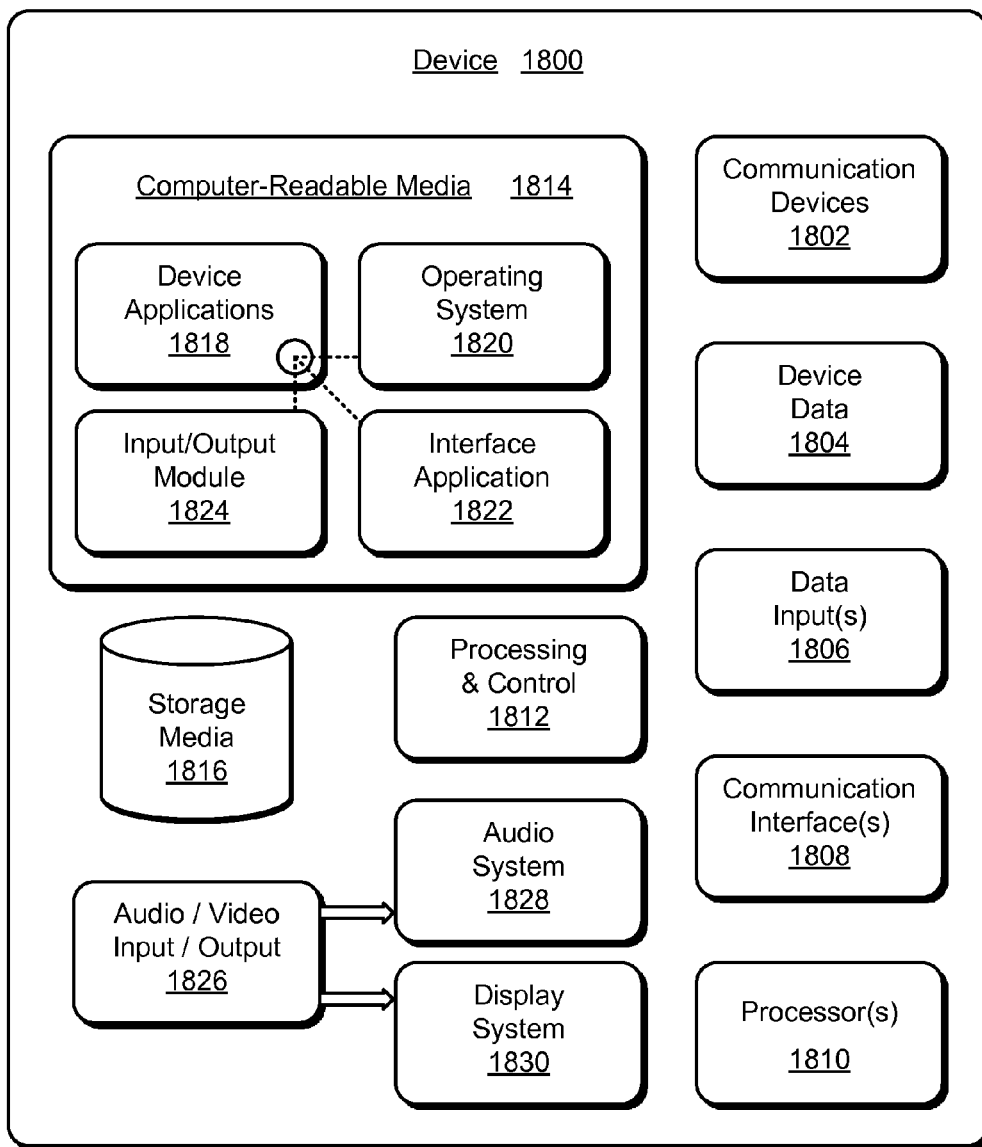 Device 1800
Computer-Readable Media 1814
Device
Applications
1818
Operating
System
1820
Input/Output
Module
1824
Interface
Application
1822
Storage
Media
1816
Processing
& Control
1812
Audio / Video
Input / Output
1826
Audio
System
1828
Display
System
1830
Communication
Devices
1802
Device
Data
1804
Data
Input(s)
1806
Communication
Interface(s)
1808
Processor(s)
1810